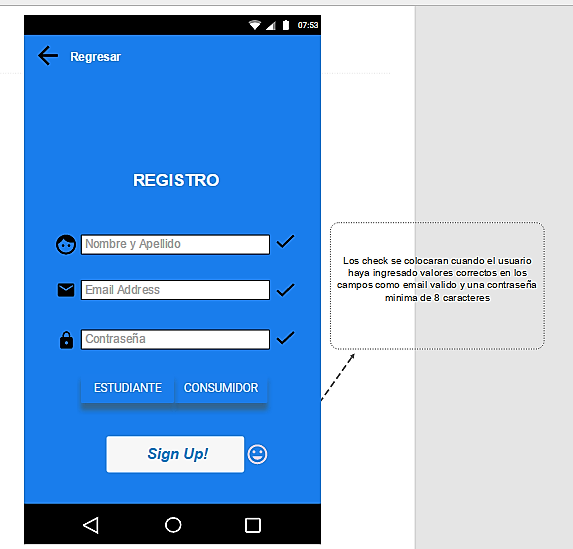 07:53
Regresar
REGISTRO
Nombre y Apellido
Email Address
Contraseña
ESTUDIANTE CONSUMIDOR
Sign Up!
Los check se colocaran cuando el usuario
haya ingresado valores correctos en los
campos como email valido y una contraseña
minima de 8 caracteres